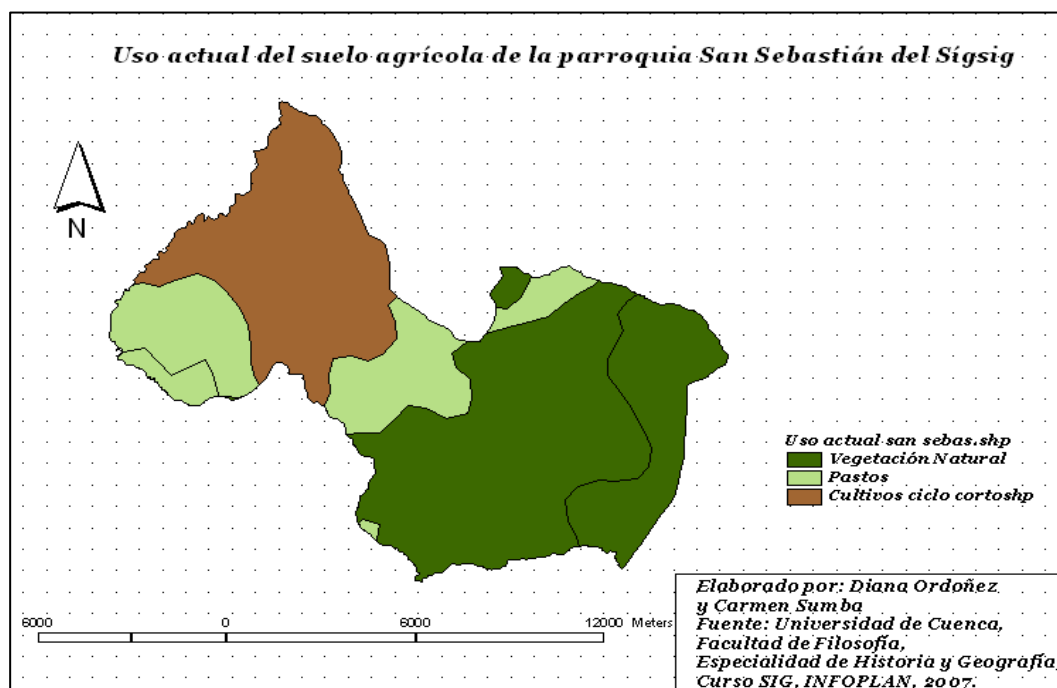 Uso actual del suelo agrícola de la parroquia San Sebastián del Sígsig
N
Uso actual san sebas.shp
Vegetación Natural
Pastos
Cultivos ciclo cortoshp
6000 0 6000 12000 Meters
Elaborado por: Diana Ordoñez
y Carmen Sumba
Fuente: Universidad de Cuenca,
Facultad de Filosofía,
Especialidad de Historia y Geografía,
Curso SIG, INFOPLAN, 2007.